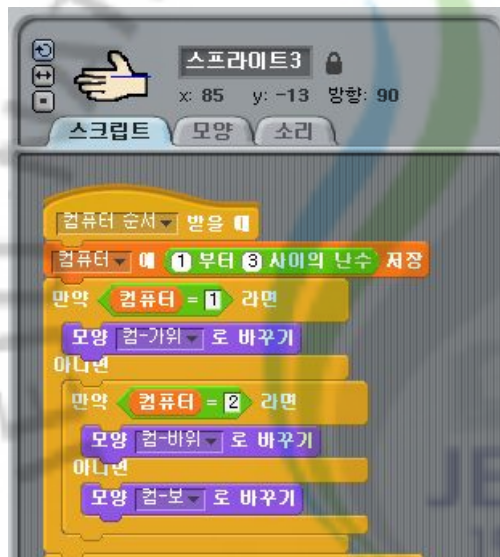 스프라이트3
x: 85 y: -13 방향: 90
스크립트 모양 소리
컴퓨터 순서 받을 때
컴퓨터 에 1 부터 3 사이의 난수 저장
만약 컴퓨터 = 1 라면
모양 컴-가위 로 바꾸기
아니면
만약 컴퓨터 = 2 라면
모양 컴-바위 로 바꾸기
아니면
모양 컴-보 로 바꾸기